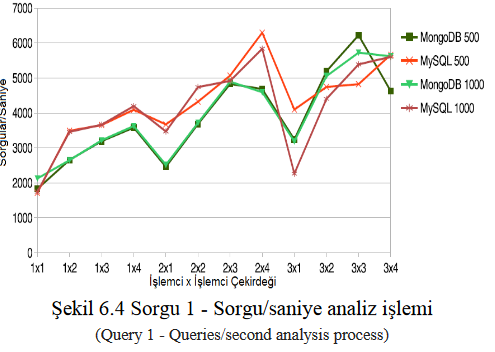 7000
6000
5000
4000
3000
2000
1000
0
Sorgular/Saniye
1x1 1x2 1x3 1x4 2x1 2x2 2x3 2x4 3x1 3x2 3x3 3x4
İşlemci x İşlemci Çekirdeği
MongoDB 500
MySQL 500
MongoDB 1000
MySQL 1000
Şekil 6.4 Sorgu 1 - Sorgu/saniye analiz işlemi
(Query 1 - Queries/second analysis process)